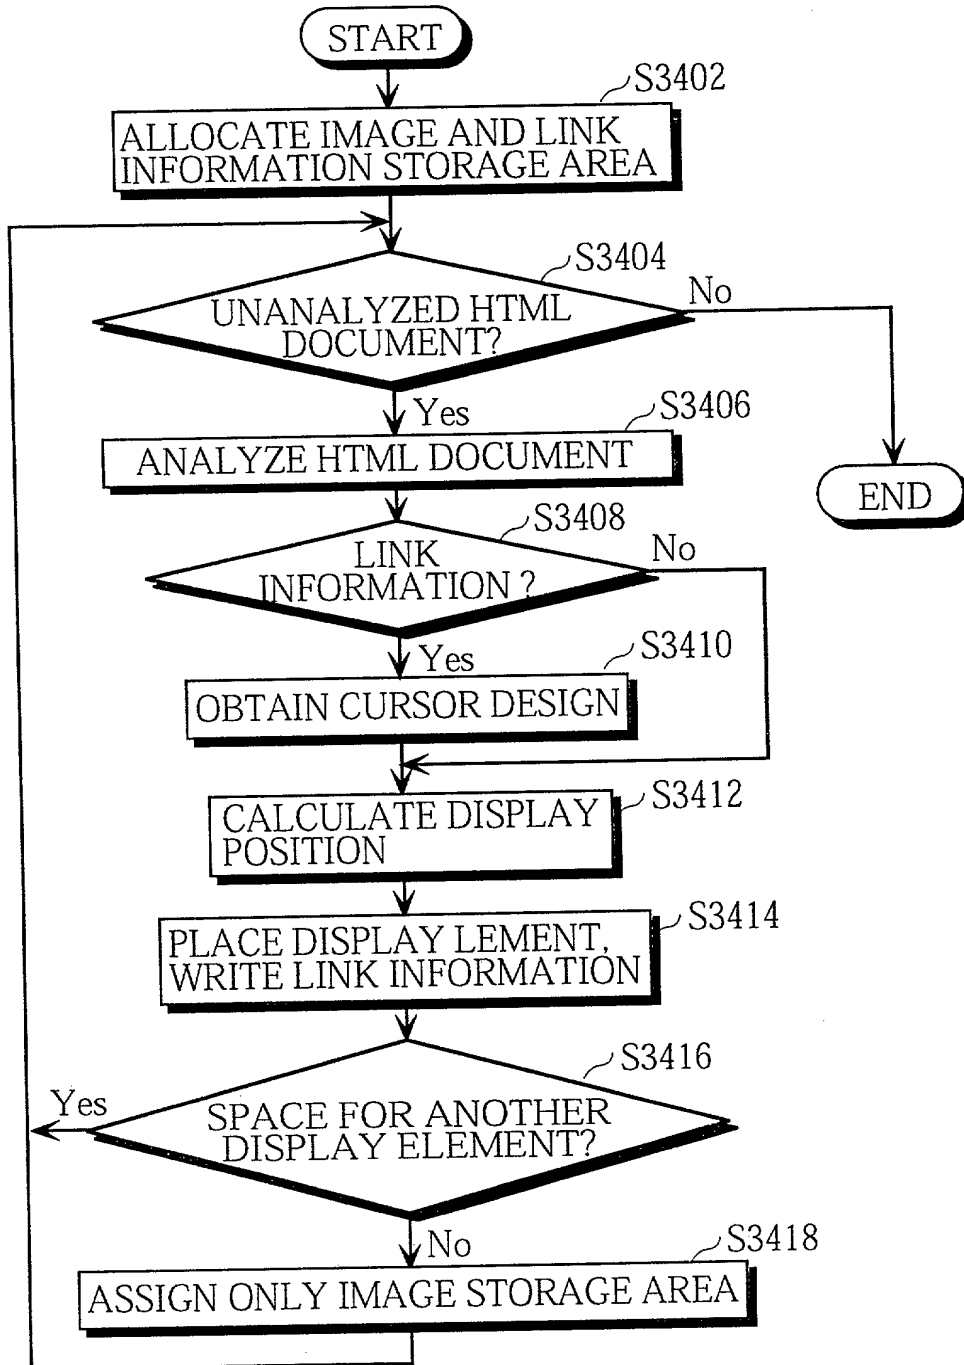 START
S3402
ALLOCATE IMAGE AND LINK
INFORMATION STORAGE AREA
S3404
No
UNANALYZED HTML
DOCUMENT?
Yes
S3406
ANALYZE HTML DOCUMENT
END
S3408
No
LINK
INFORMATION ?
Yes
S3410
OBTAIN CURSOR DESIGN
S3412
CALCULATE DISPLAY
POSITION
S3414
PLACE DISPLAY LEMENT,
WRITE LINK INFORMATION
S3416
Yes
SPACE FOR ANOTHER
DISPLAY ELEMENT?
No
S3418
ASSIGN ONLY IMAGE STORAGE AREA